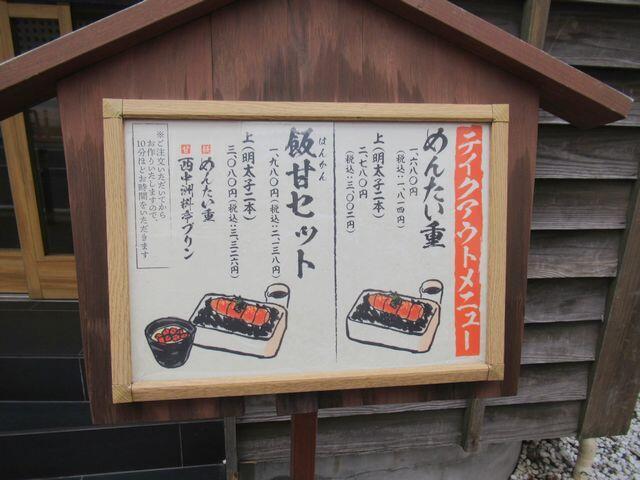 テイクアウトメニュー
めんたい重
一、六八〇円
（税込：一、八一四円）
上（明太子二本）
二、七八〇円
（税込：三、〇〇二円）
はんかん
飯甘セット
一、九八〇円（税込：二、一三八円）
上（明太子二本）
三、〇八〇円（税込：三、三二六円）
めんたい重
西中洲料亭プリン
※ご注文いただいてから
お作りいたしますので、
10分ほどお時間をいただきます